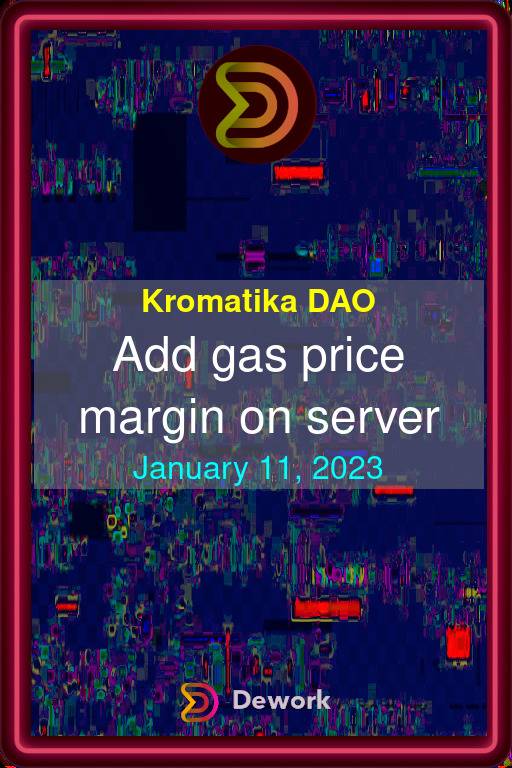 Kromatika DAO
Add gas price
margin on server
January 11, 2023
Dework